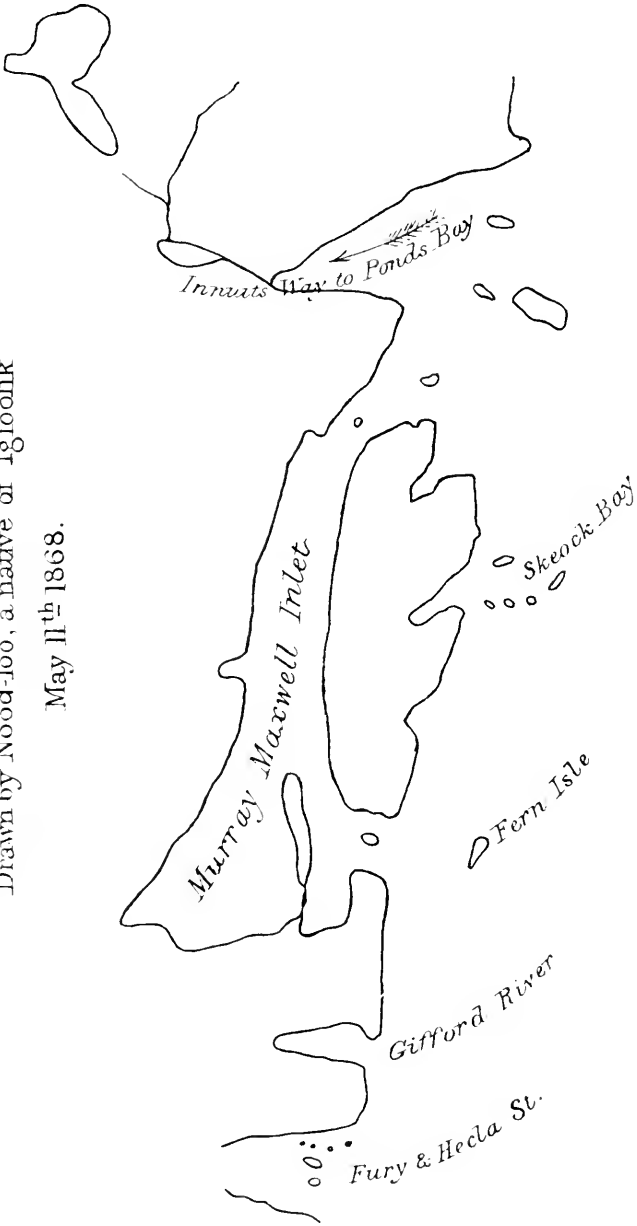 Drawn by Nood-loo, a native of Igloolik
May 11th 1868.
Innuits Way to Ponds Bay
Murray Maxwell Inlet
Skeock Bay
Fern Isle
Gifford River
Fury & Hecla St.